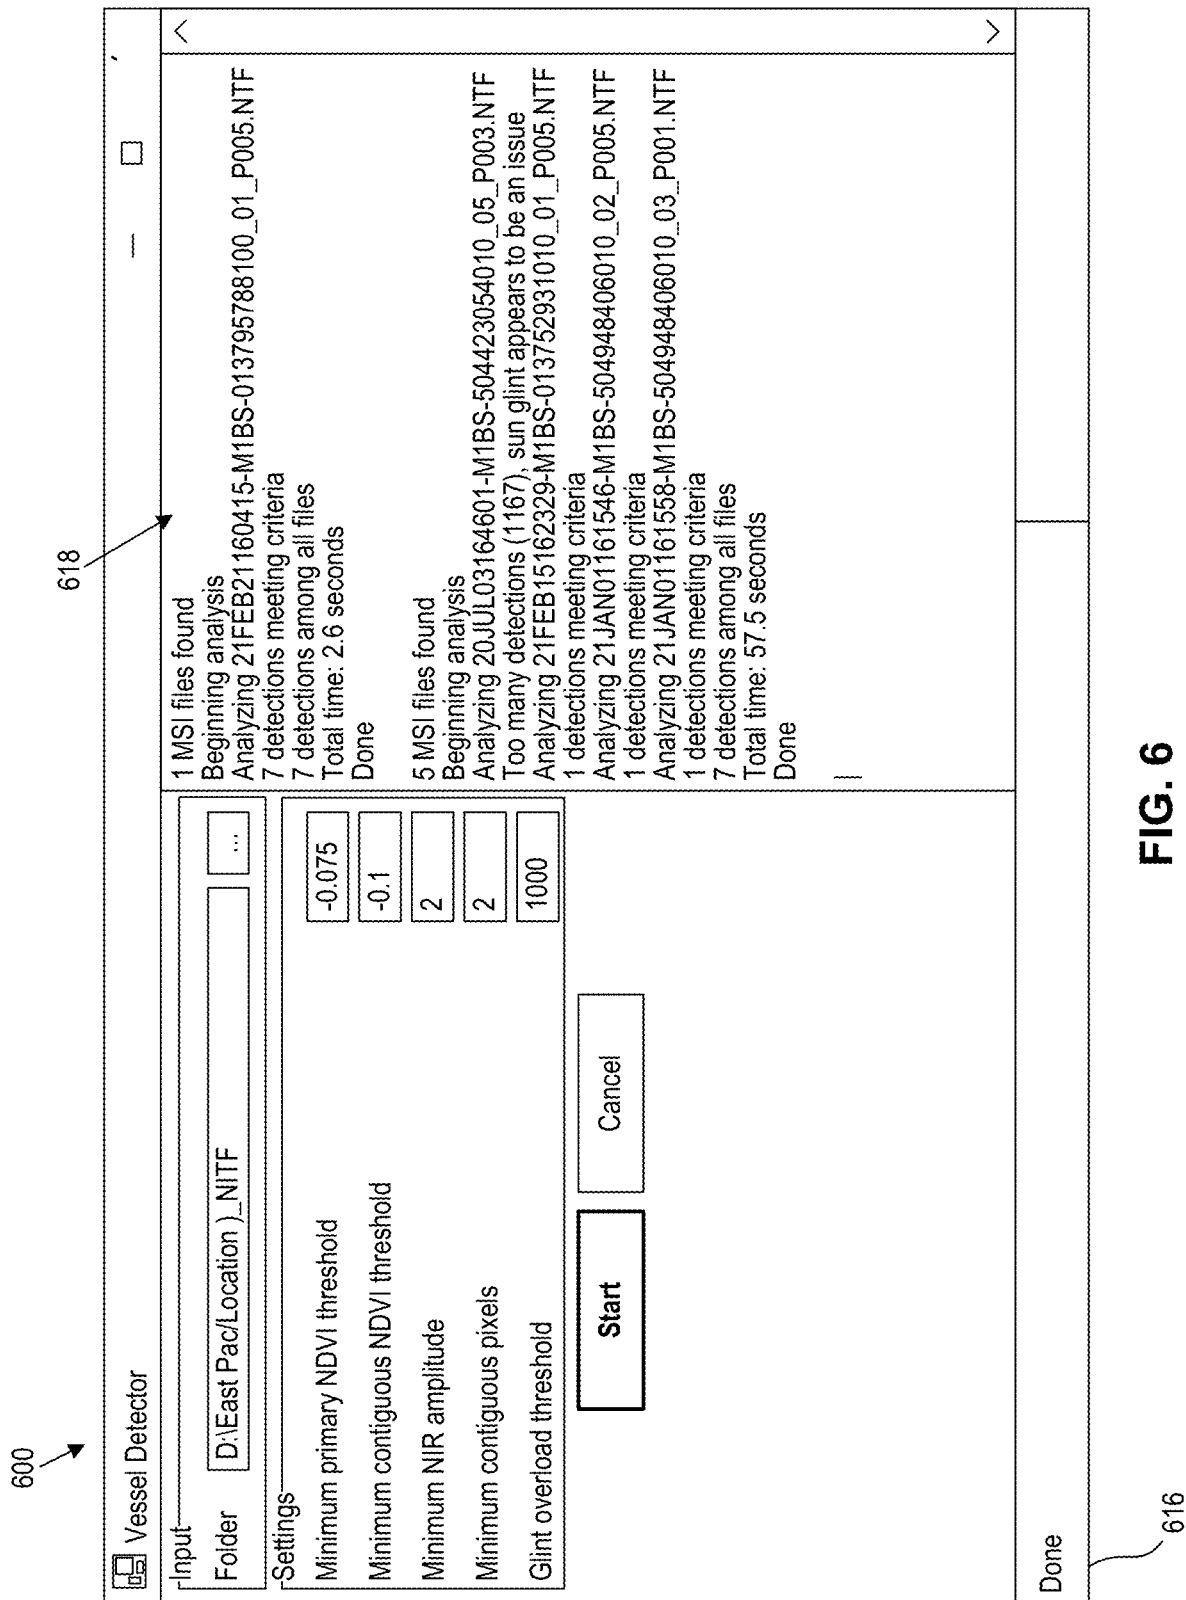 600
Vessel Detector
Input
Folder
D:\East Pac/Location )_NITF
...
Settings
Minimum primary NDVI threshold
-0.075
Minimum contiguous NDVI threshold
-0.1
Minimum NIR amplitude
2
Minimum contiguous pixels
2
Glint overload threshold
1000
Start
Cancel
618
1 MSI files found
Beginning analysis
Analyzing 21FEB21160415-M1BS-013795788100_01_P005.NTF
7 detections meeting criteria
7 detections among all files
Total time: 2.6 seconds
Done
5 MSI files found
Beginning analysis
Analyzing 20JUL03164601-M1BS-504423054010_05_P003.NTF
Too many detections (1167), sun glint appears to be an issue
Analyzing 21FEB15162329-M1BS-013752931010_01_P005.NTF
1 detections meeting criteria
Analyzing 21JAN01161546-M1BS-504948406010_02_P005.NTF
1 detections meeting criteria
Analyzing 21JAN01161558-M1BS-504948406010_03_P001.NTF
1 detections meeting criteria
7 detections among all files
Total time: 57.5 seconds
Done
Done
616
FIG. 6